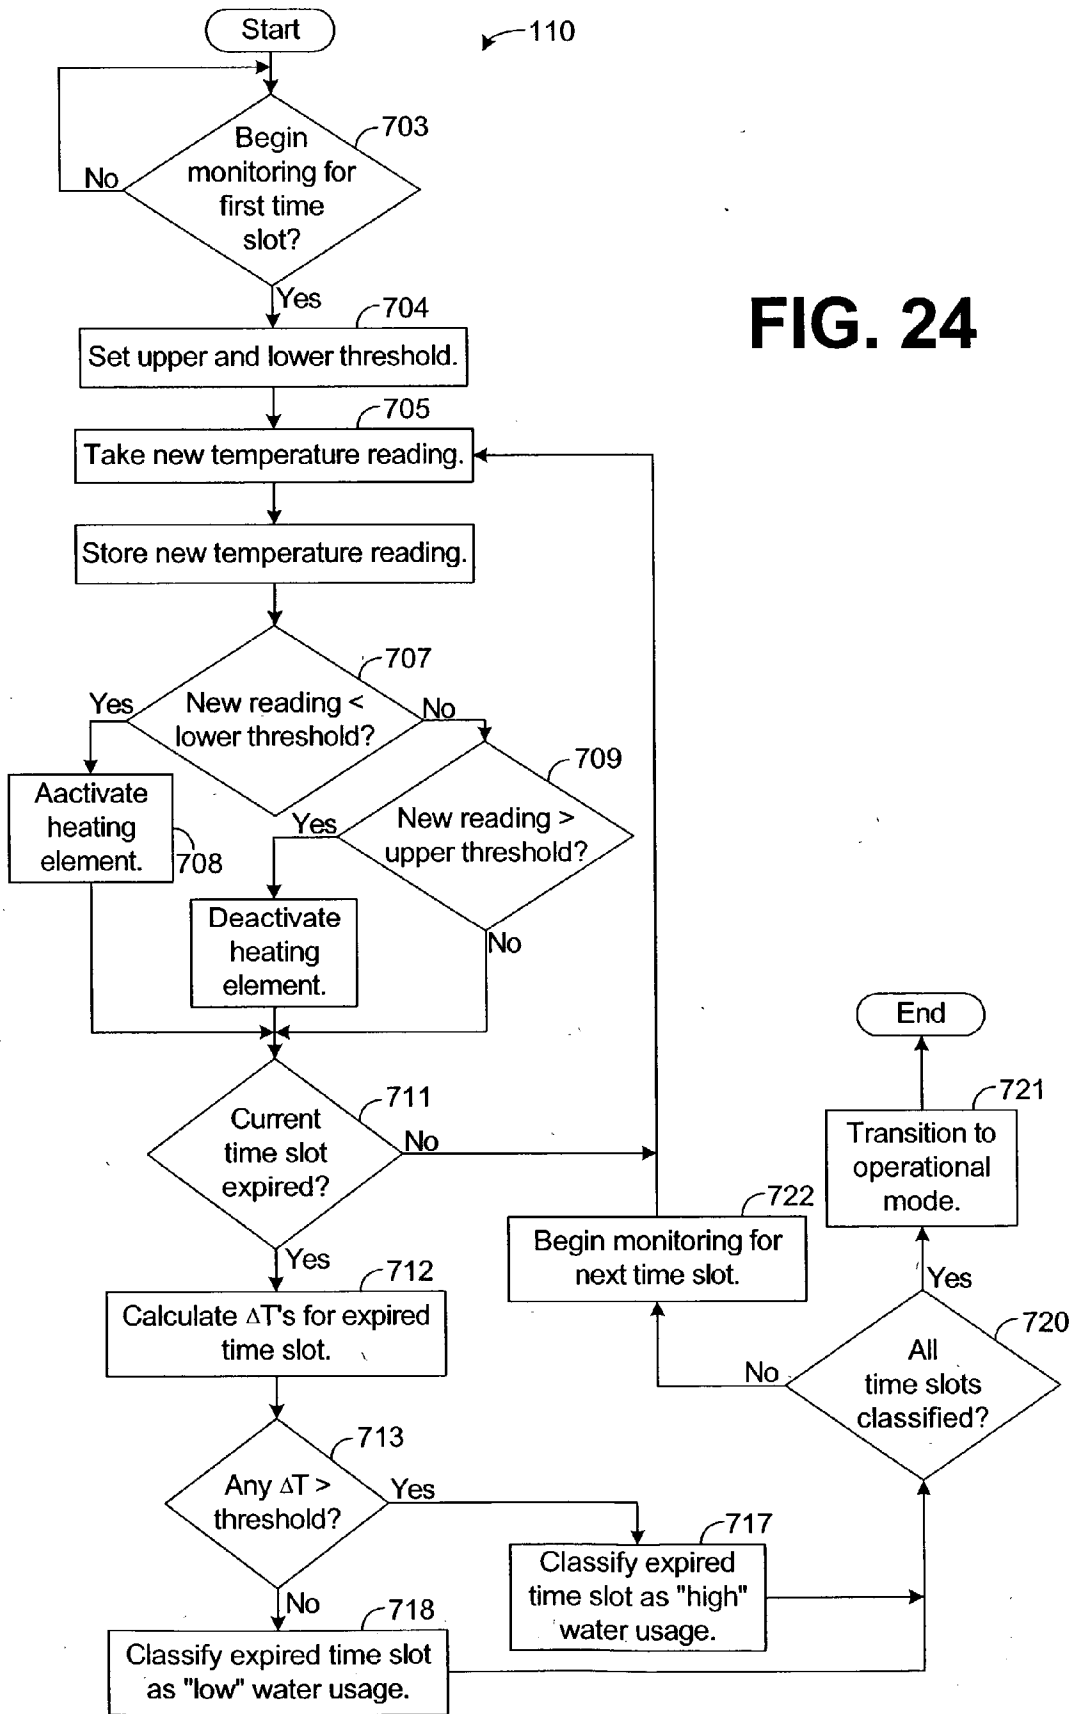 Start
110
703
Begin
monitoring for
first time
slot?
No
Yes
704
Set upper and lower threshold.
FIG. 24
705
Take new temperature reading.
Store new temperature reading.
707
New reading <
lower threshold?
Yes
No
709
New reading >
upper threshold?
Aactivate
heating
element.
708
Yes
Deactivate
heating
element.
No
End
711
Current
time slot
expired?
No
721
Transition to
operational
mode.
722
Begin monitoring for
next time slot.
Yes
712
Calculate ΔT's for expired
time slot.
Yes
720
All
time slots
classified?
No
713
Any ΔT >
threshold?
Yes
717
Classify expired
time slot as "high"
water usage.
No
718
Classify expired time slot
as "low" water usage.